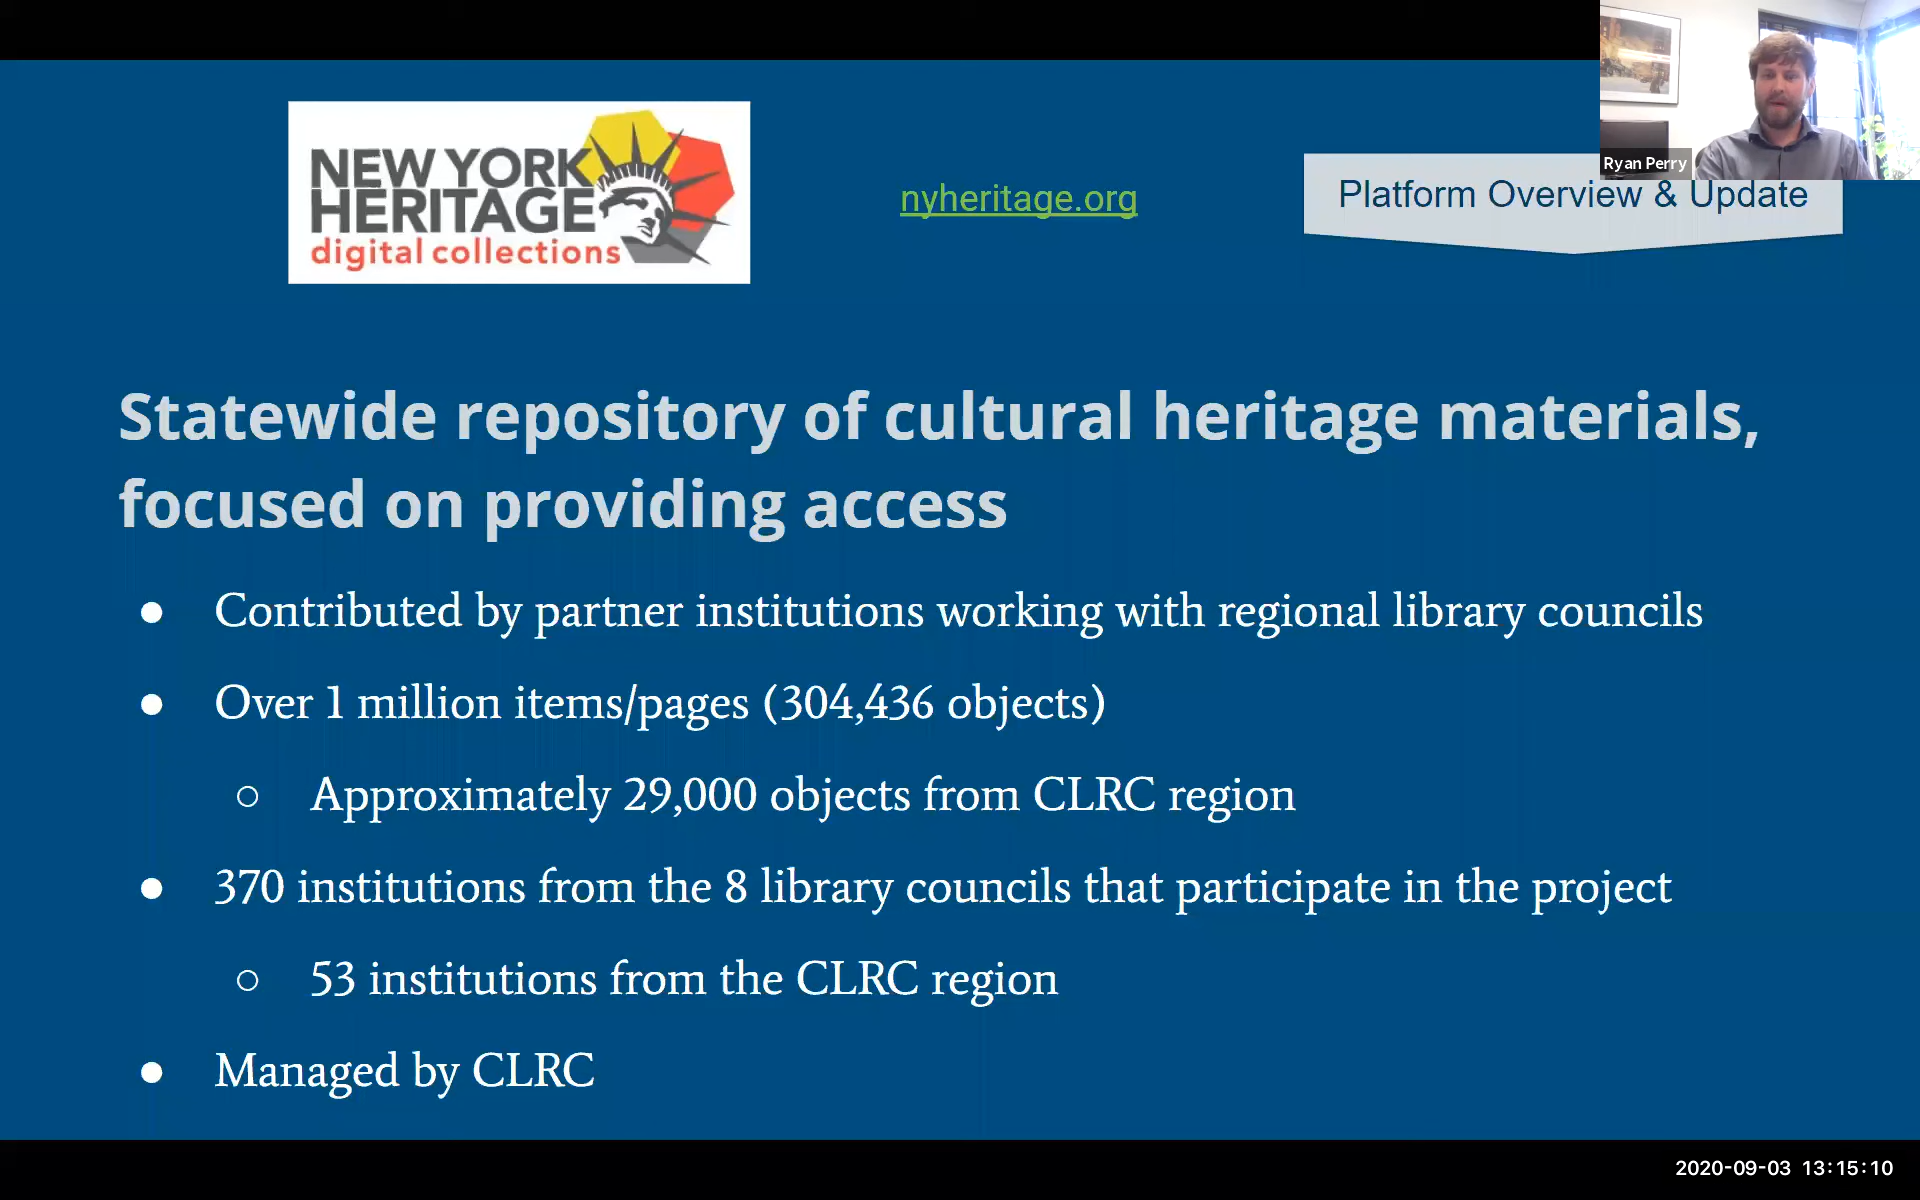 NEW YORK
HERITAGE
digital collections
nyheritage.org
Ryan Perry
Platform Overview & Update
Statewide repository of cultural heritage materials,
focused on providing access
● Contributed by partner institutions working with regional library councils
● Over 1 million items/pages (304,436 objects)
○ Approximately 29,000 objects from CLRC region
● 370 institutions from the 8 library councils that participate in the project
○ 53 institutions from the CLRC region
● Managed by CLRC
2020-09-03 13:15:10